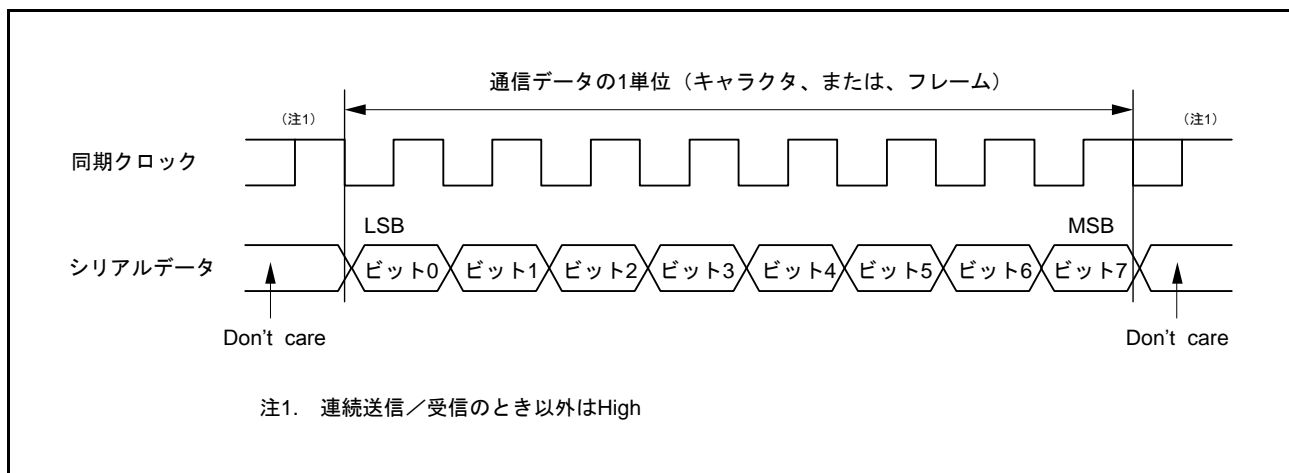 通信データの1単位（キャラクタ、または、フレーム）
（注1）
（注1）
同期クロック
LSB
MSB
シリアルデータ
ビット0 ビット1 ビット2 ビット3 ビット4 ビット5 ビット6 ビット7
Don't care
Don't care
注1. 連続送信／受信のとき以外はHigh